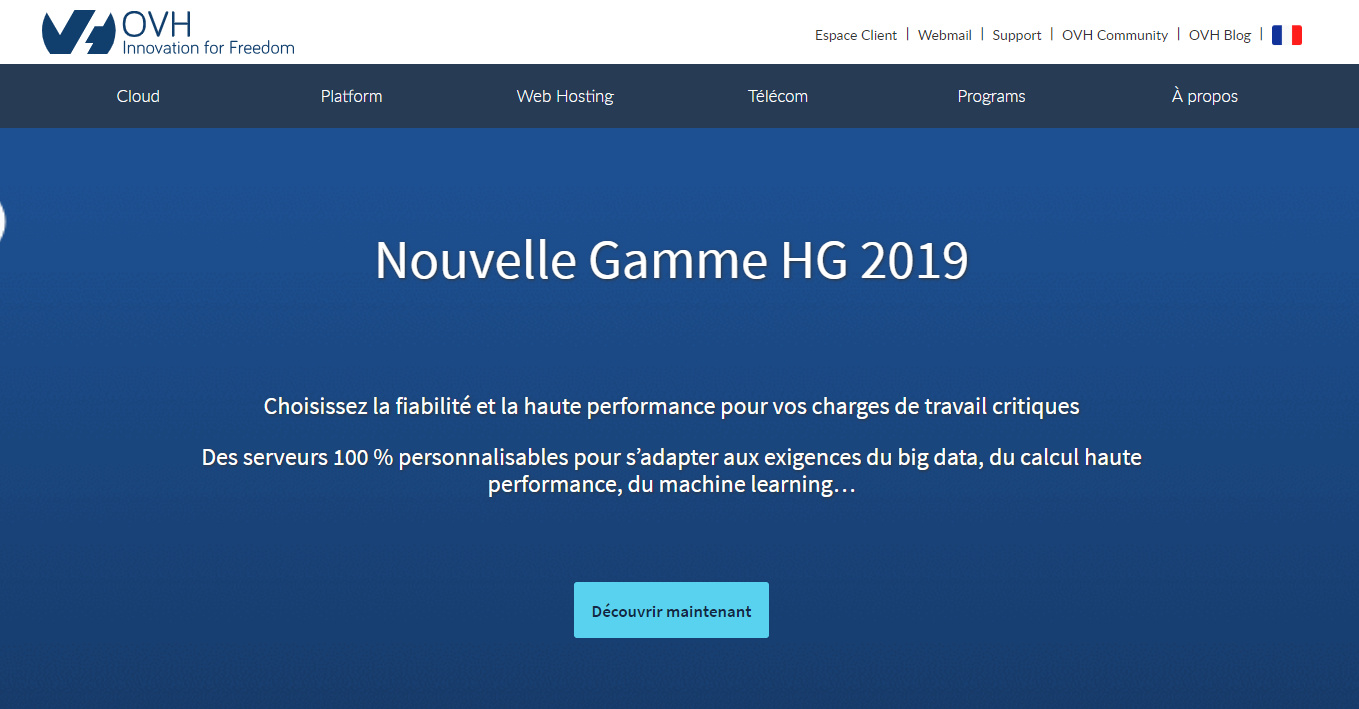 OVH
Innovation for Freedom
Espace Client | Webmail | Support | OVH Community | OVH Blog |
Cloud Platform Web Hosting Télécom Programs À propos
Nouvelle Gamme HG 2019
Choisissez la fiabilité et la haute performance pour vos charges de travail critiques
Des serveurs 100 % personnalisables pour s’adapter aux exigences du big data, du calcul haute
performance, du machine learning…
Découvrir maintenant